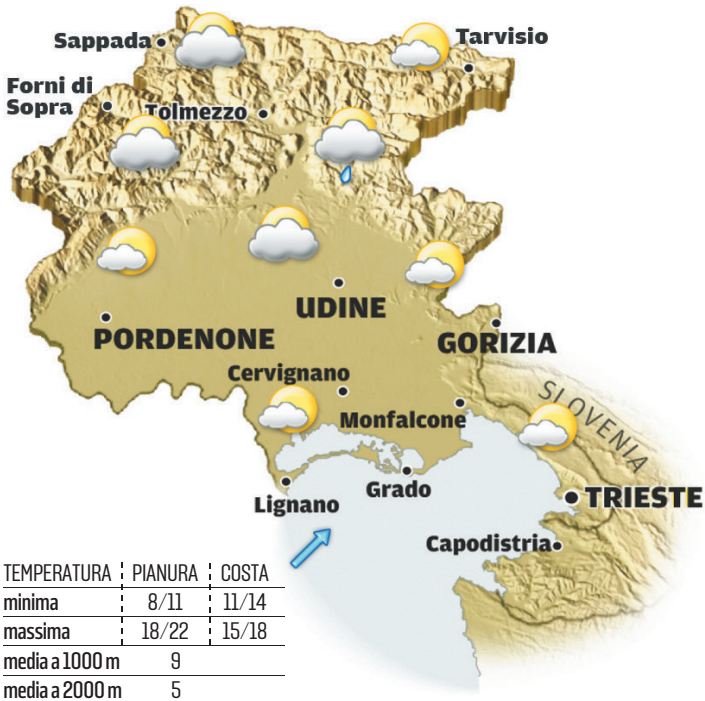 Sappada
Tarvisio
Forni di
Sopra
Tolmezzo
UDINE
PORDENONE
GORIZIA
Cervignano
SLOVENIA
Monfalcone
Lignano
Grado
TRIESTE
Capodistria
TEMPERATURA PIANURA COSTA
minima 8/11 11/14
massima 18/22 15/18
media a 1000 m 9
media a 2000 m 5